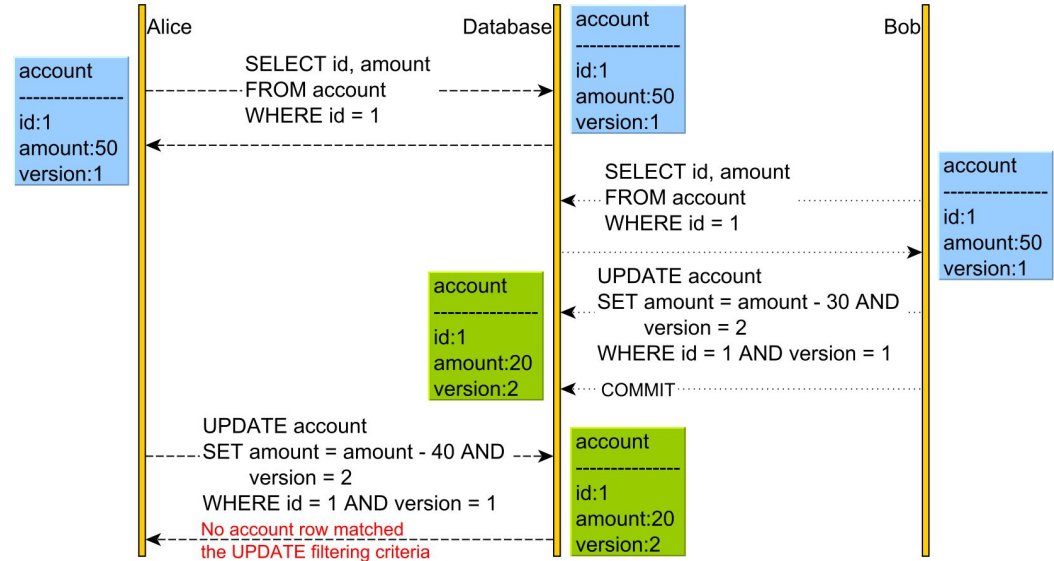 Alice
Database
Bob
account
---------------
id:1
amount:50
version:1
SELECT id, amount
FROM account
WHERE id = 1
account
---------------
id:1
amount:50
version:1
SELECT id, amount
FROM account
WHERE id = 1
account
---------------
id:1
amount:50
version:1
UPDATE account
SET amount = amount - 30 AND
version = 2
WHERE id = 1 AND version = 1
account
---------------
id:1
amount:20
version:2
COMMIT
UPDATE account
SET amount = amount - 40 AND
version = 2
WHERE id = 1 AND version = 1
account
---------------
id:1
amount:20
version:2
No account row matched
the UPDATE filtering criteria